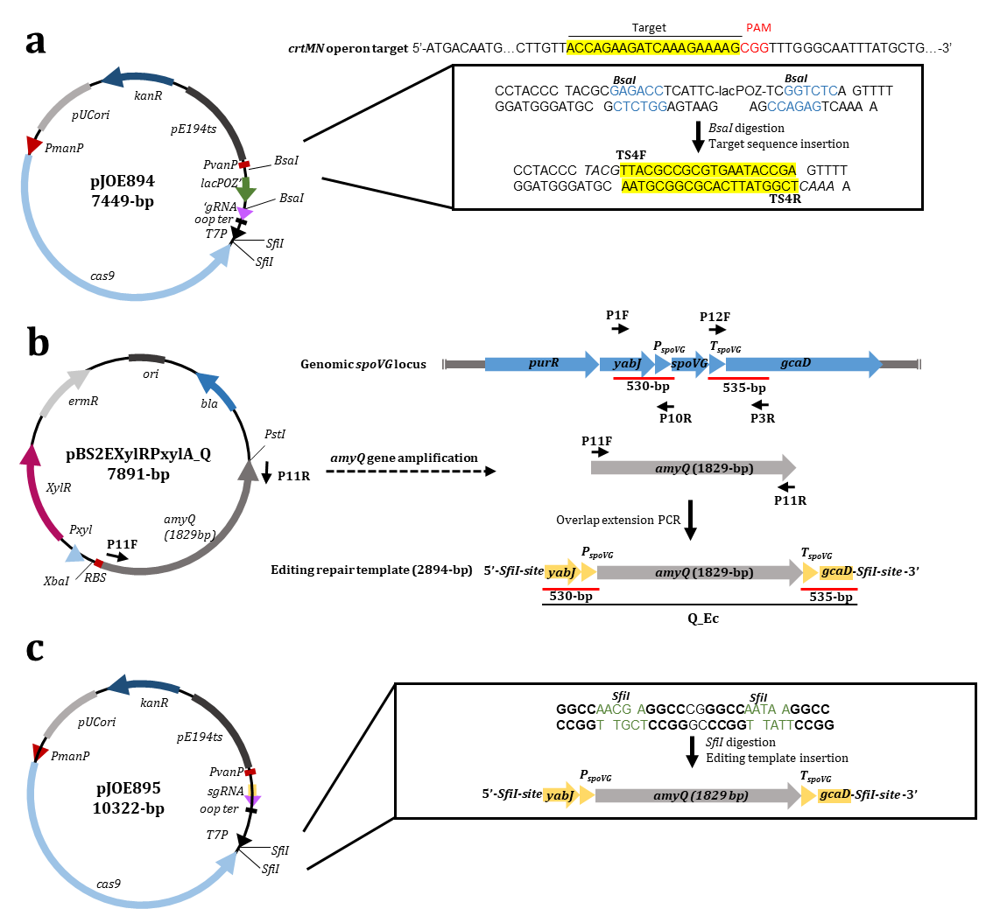 a
Target PAM
crtMN operon target 5'-ATGACAATG...CTTGTTACCAGAAGATCAAAGAAAAGCGGTTTGGGCAATTTATGCTG...-3'
kanR
pUCori
pE194ts
PmanP
PvanP
BsaI
pJOE894
7449-bp
lacPOZ'
BsaI
'gRNA
oop ter
T7P
SfiI
SfiI
cas9
BsaI BsaI
CCTACCC TACGCGAGACCTCATTC-lacPOZ-TCGGTCTCA GTTTT
GGATGGGATGC GCTCTGGAGTAAG AGCCAGAGTCAAA A
BsaI digestion
Target sequence insertion
TS4F
CCTACCC TACGTTACGCCGCGTGAATACCGA GTTTT
GGATGGGATGC AATGCGGCGCACTTATGGCTCAAA A
TS4R
b
ori
ermR
bla
PstI
pBS2EXylRPxylA_Q
7891-bp
P11R
XylR
amyQ
(1829bp)
Pxyl
P11F
XbaI
RBS
P1F P12F
PspoVG TspoVG
Genomic spoVG locus purR yabJ spoVG gcaD
530-bp 535-bp
P10R P3R
P11F
amyQ gene amplification
amyQ (1829-bp)
P11R
Overlap extension PCR
PspoVG TspoVG
Editing repair template (2894-bp) 5'-SfiI-site yabJ amyQ (1829-bp) gcaD-SfiI-site -3'
530-bp 535-bp
Q_Ec
c
kanR
pUCori
pE194ts
PmanP
PvanP
pJOE895
10322-bp
sgRNA
oop ter
T7P
SfiI
SfiI
cas9
SfiI SfiI
GGCCAACG AGGCCCGGGCCAATA AGGCC
CCGGT TGCTCCGGGCCCGGT TATTCCGG
SfiI digestion
Editing template insertion
PspoVG TspoVG
5'-SfiI-site yabJ amyQ (1829 bp) gcaD-SfiI-site -3'